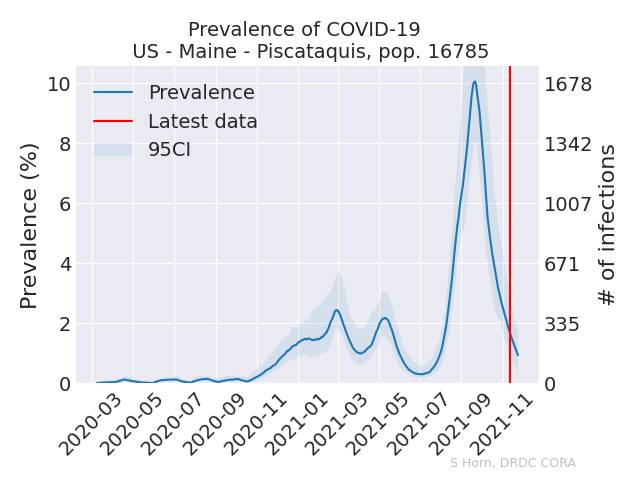 Prevalence of COVID-19
US - Maine - Piscataquis, pop. 16785
Prevalence
Latest data
95CI
Prevalence (%)
10
8
6
4
2
0
1678
1342
1007
671
335
0
# of infections
2020-03
2020-05
2020-07
2020-09
2020-11
2021-01
2021-03
2021-05
2021-07
2021-09
2021-11
S Horn, DRDC CORA